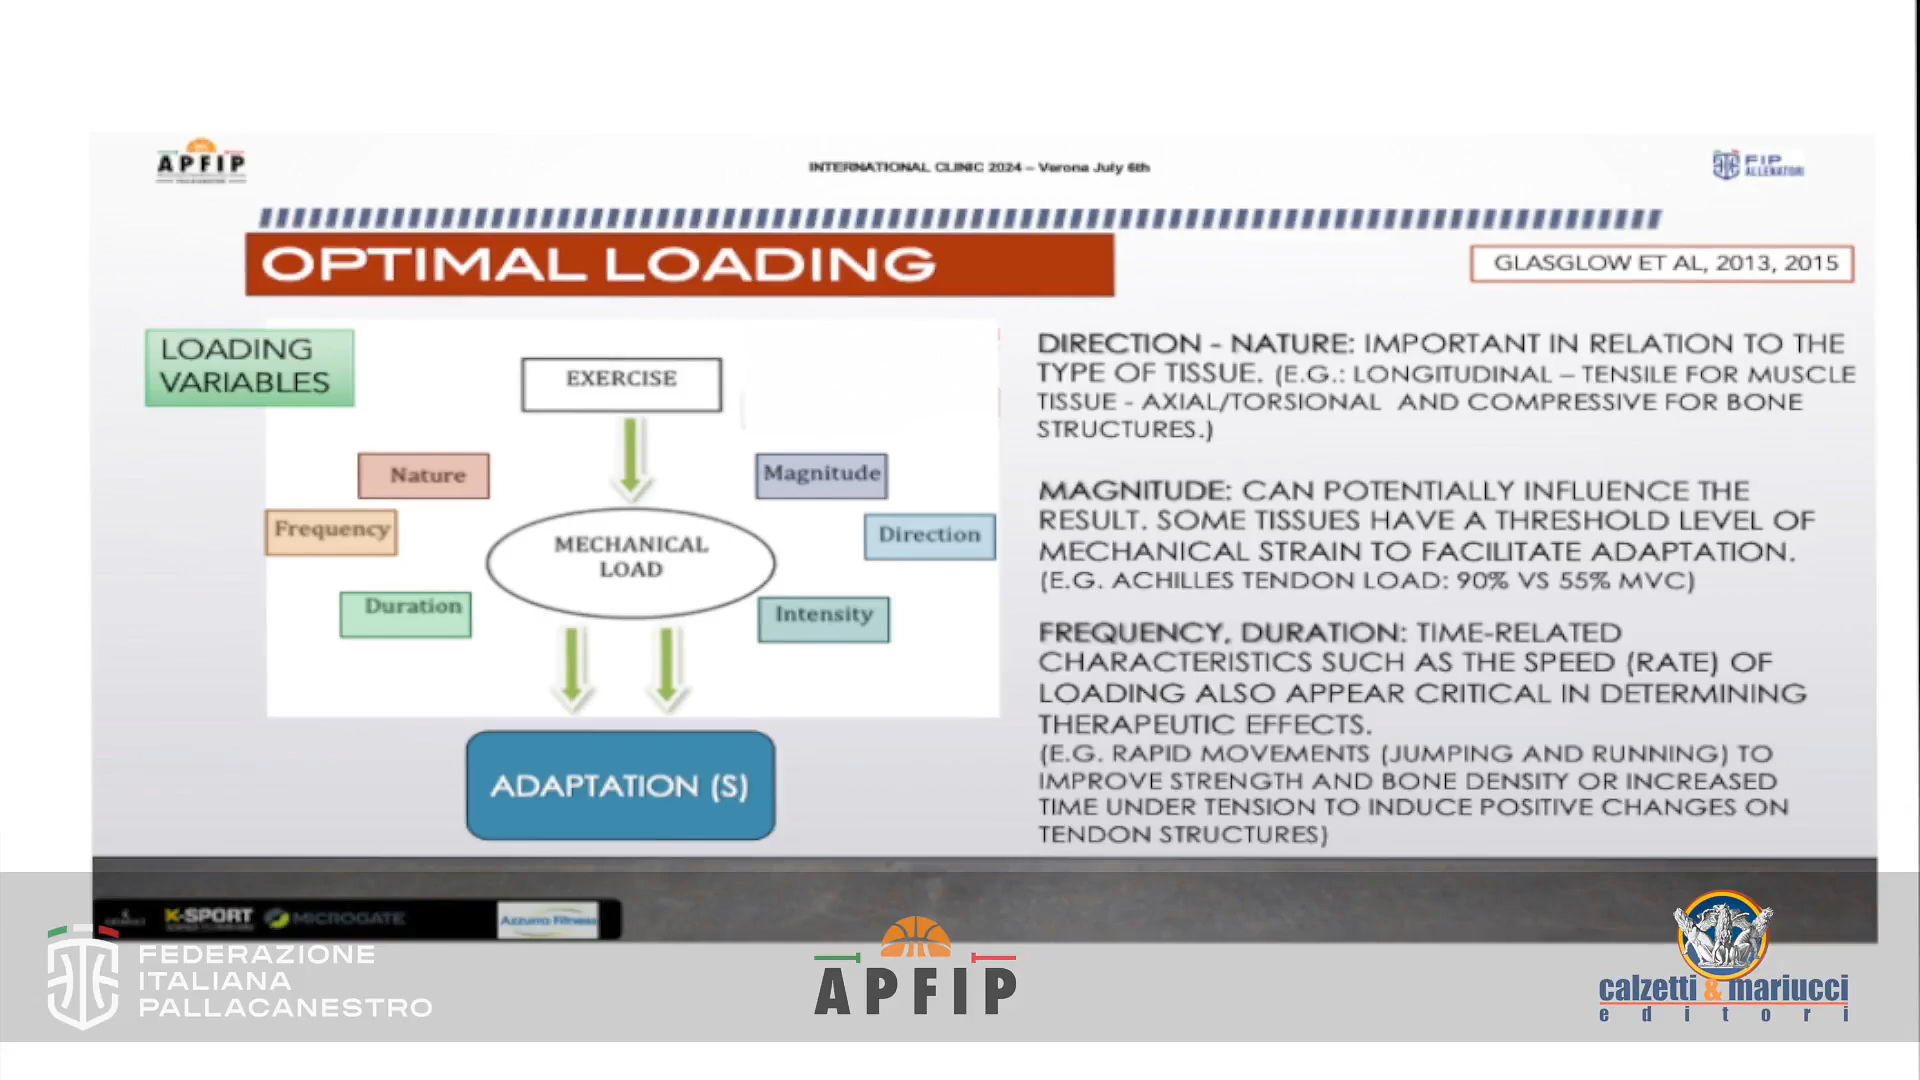 APFIP
INTERNATIONAL CLINIC 2024 – Verona July 6th
FIP
ALLENATORI
OPTIMAL LOADING
GLASGLOW ET AL, 2013, 2015
LOADING
VARIABLES
EXERCISE
Nature
Magnitude
Frequency
Direction
MECHANICAL
LOAD
Duration
Intensity
ADAPTATION (S)
DIRECTION - NATURE: IMPORTANT IN RELATION TO THE
TYPE OF TISSUE. (E.G.: LONGITUDINAL – TENSILE FOR MUSCLE
TISSUE - AXIAL/TORSIONAL AND COMPRESSIVE FOR BONE
STRUCTURES.)
MAGNITUDE: CAN POTENTIALLY INFLUENCE THE
RESULT. SOME TISSUES HAVE A THRESHOLD LEVEL OF
MECHANICAL STRAIN TO FACILITATE ADAPTATION.
(E.G. ACHILLES TENDON LOAD: 90% VS 55% MVC)
FREQUENCY, DURATION: TIME-RELATED
CHARACTERISTICS SUCH AS THE SPEED (RATE) OF
LOADING ALSO APPEAR CRITICAL IN DETERMINING
THERAPEUTIC EFFECTS.
(E.G. RAPID MOVEMENTS (JUMPING AND RUNNING) TO
IMPROVE STRENGTH AND BONE DENSITY OR INCREASED
TIME UNDER TENSION TO INDUCE POSITIVE CHANGES ON
TENDON STRUCTURES)
K-SPORT
MICROGATE
Azzurro Fitness
FEDERAZIONE
ITALIANA
PALLACANESTRO
APFIP
calzetti & mariucci
editori